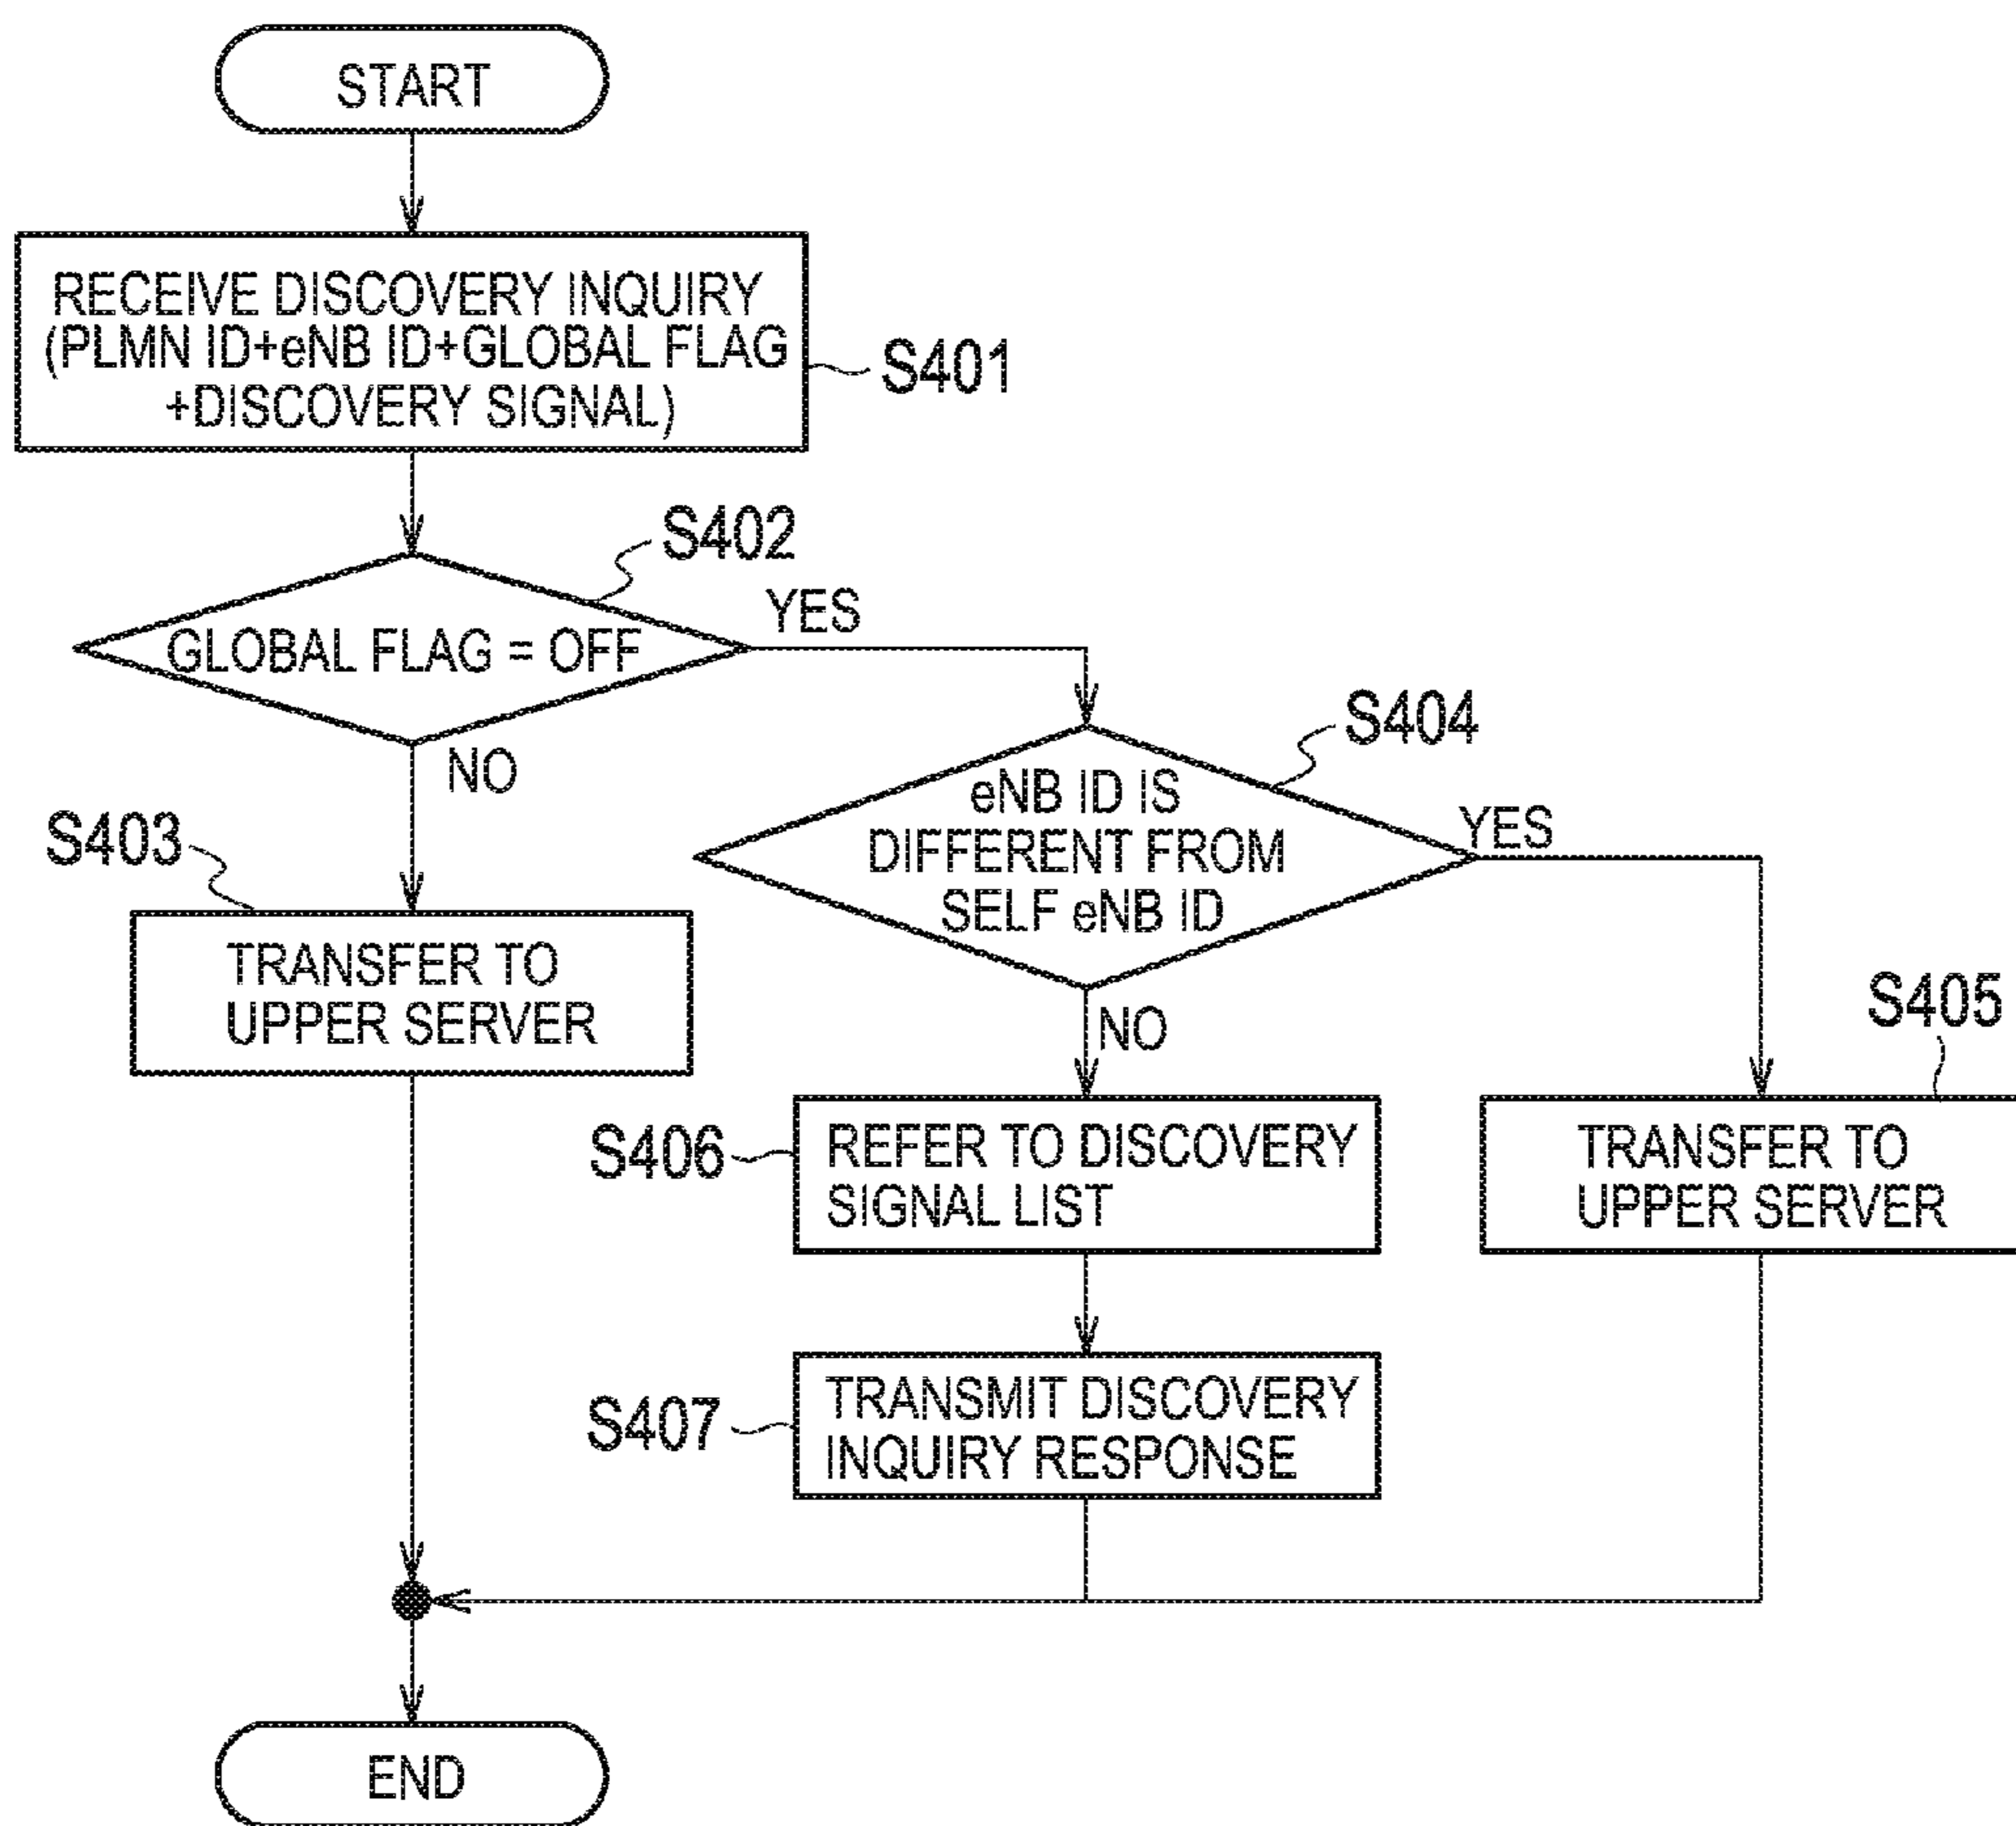 START
RECEIVE DISCOVERY INQUIRY
(PLMN ID+eNB ID+GLOBAL FLAG
+DISCOVERY SIGNAL)
S401
S402
GLOBAL FLAG = OFF
YES
NO
S403
TRANSFER TO
UPPER SERVER
S404
eNB ID IS
DIFFERENT FROM
SELF eNB ID
YES
NO
S405
TRANSFER TO
UPPER SERVER
S406
REFER TO DISCOVERY
SIGNAL LIST
S407
TRANSMIT DISCOVERY
INQUIRY RESPONSE
END